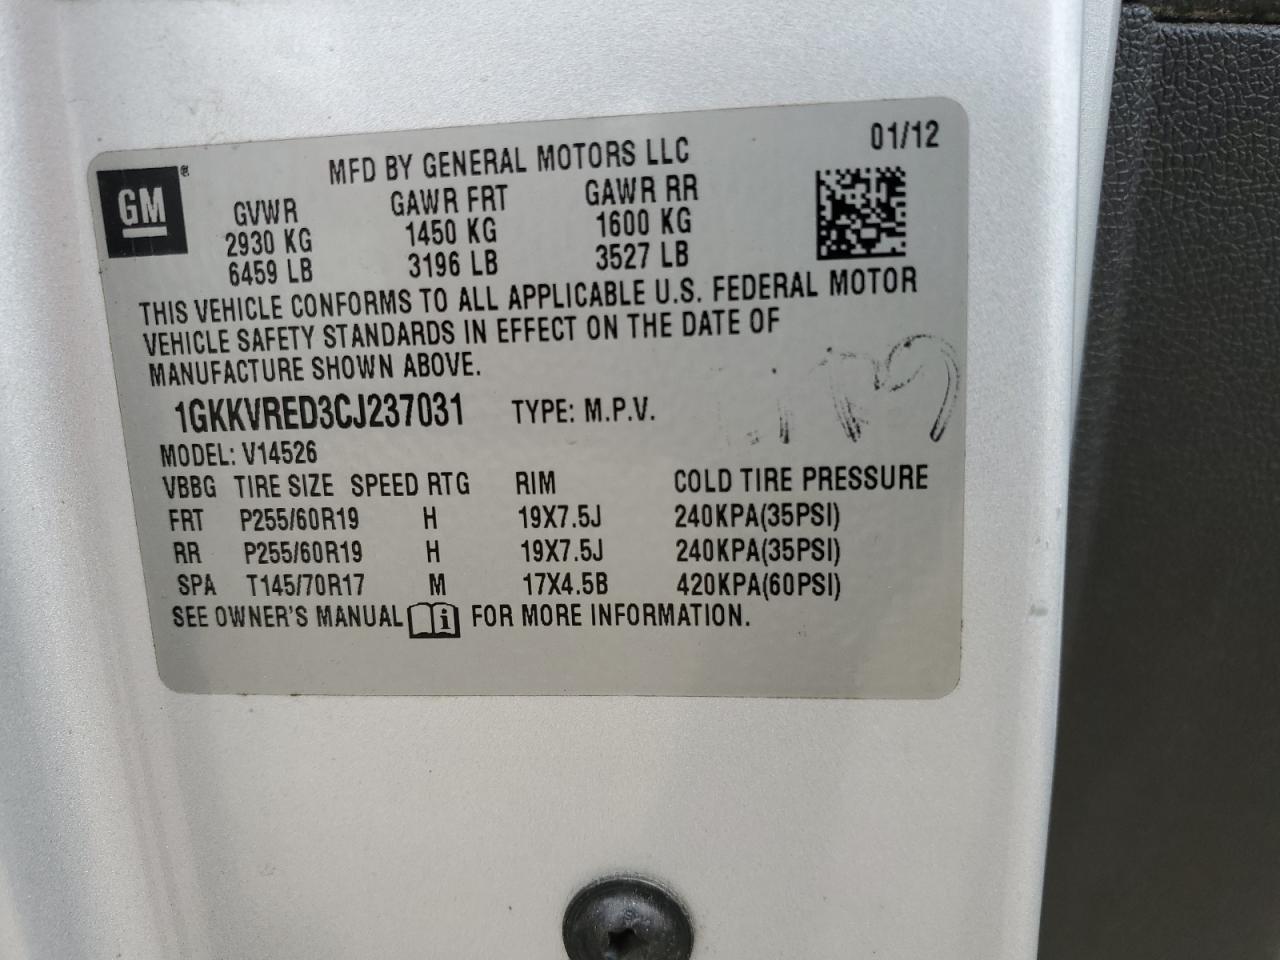 MFD BY GENERAL MOTORS LLC 01/12
GM®
GVWR GAWR FRT GAWR RR
2930 KG 1450 KG 1600 KG
6459 LB 3196 LB 3527 LB
THIS VEHICLE CONFORMS TO ALL APPLICABLE U.S. FEDERAL MOTOR
VEHICLE SAFETY STANDARDS IN EFFECT ON THE DATE OF
MANUFACTURE SHOWN ABOVE.
1GKKVRED3CJ237031 TYPE: M.P.V.
MODEL: V14526
VBBG TIRE SIZE SPEED RTG RIM COLD TIRE PRESSURE
FRT P255/60R19 H 19X7.5J 240KPA(35PSI)
RR P255/60R19 H 19X7.5J 240KPA(35PSI)
SPA T145/70R17 M 17X4.5B 420KPA(60PSI)
SEE OWNER'S MANUAL i FOR MORE INFORMATION.